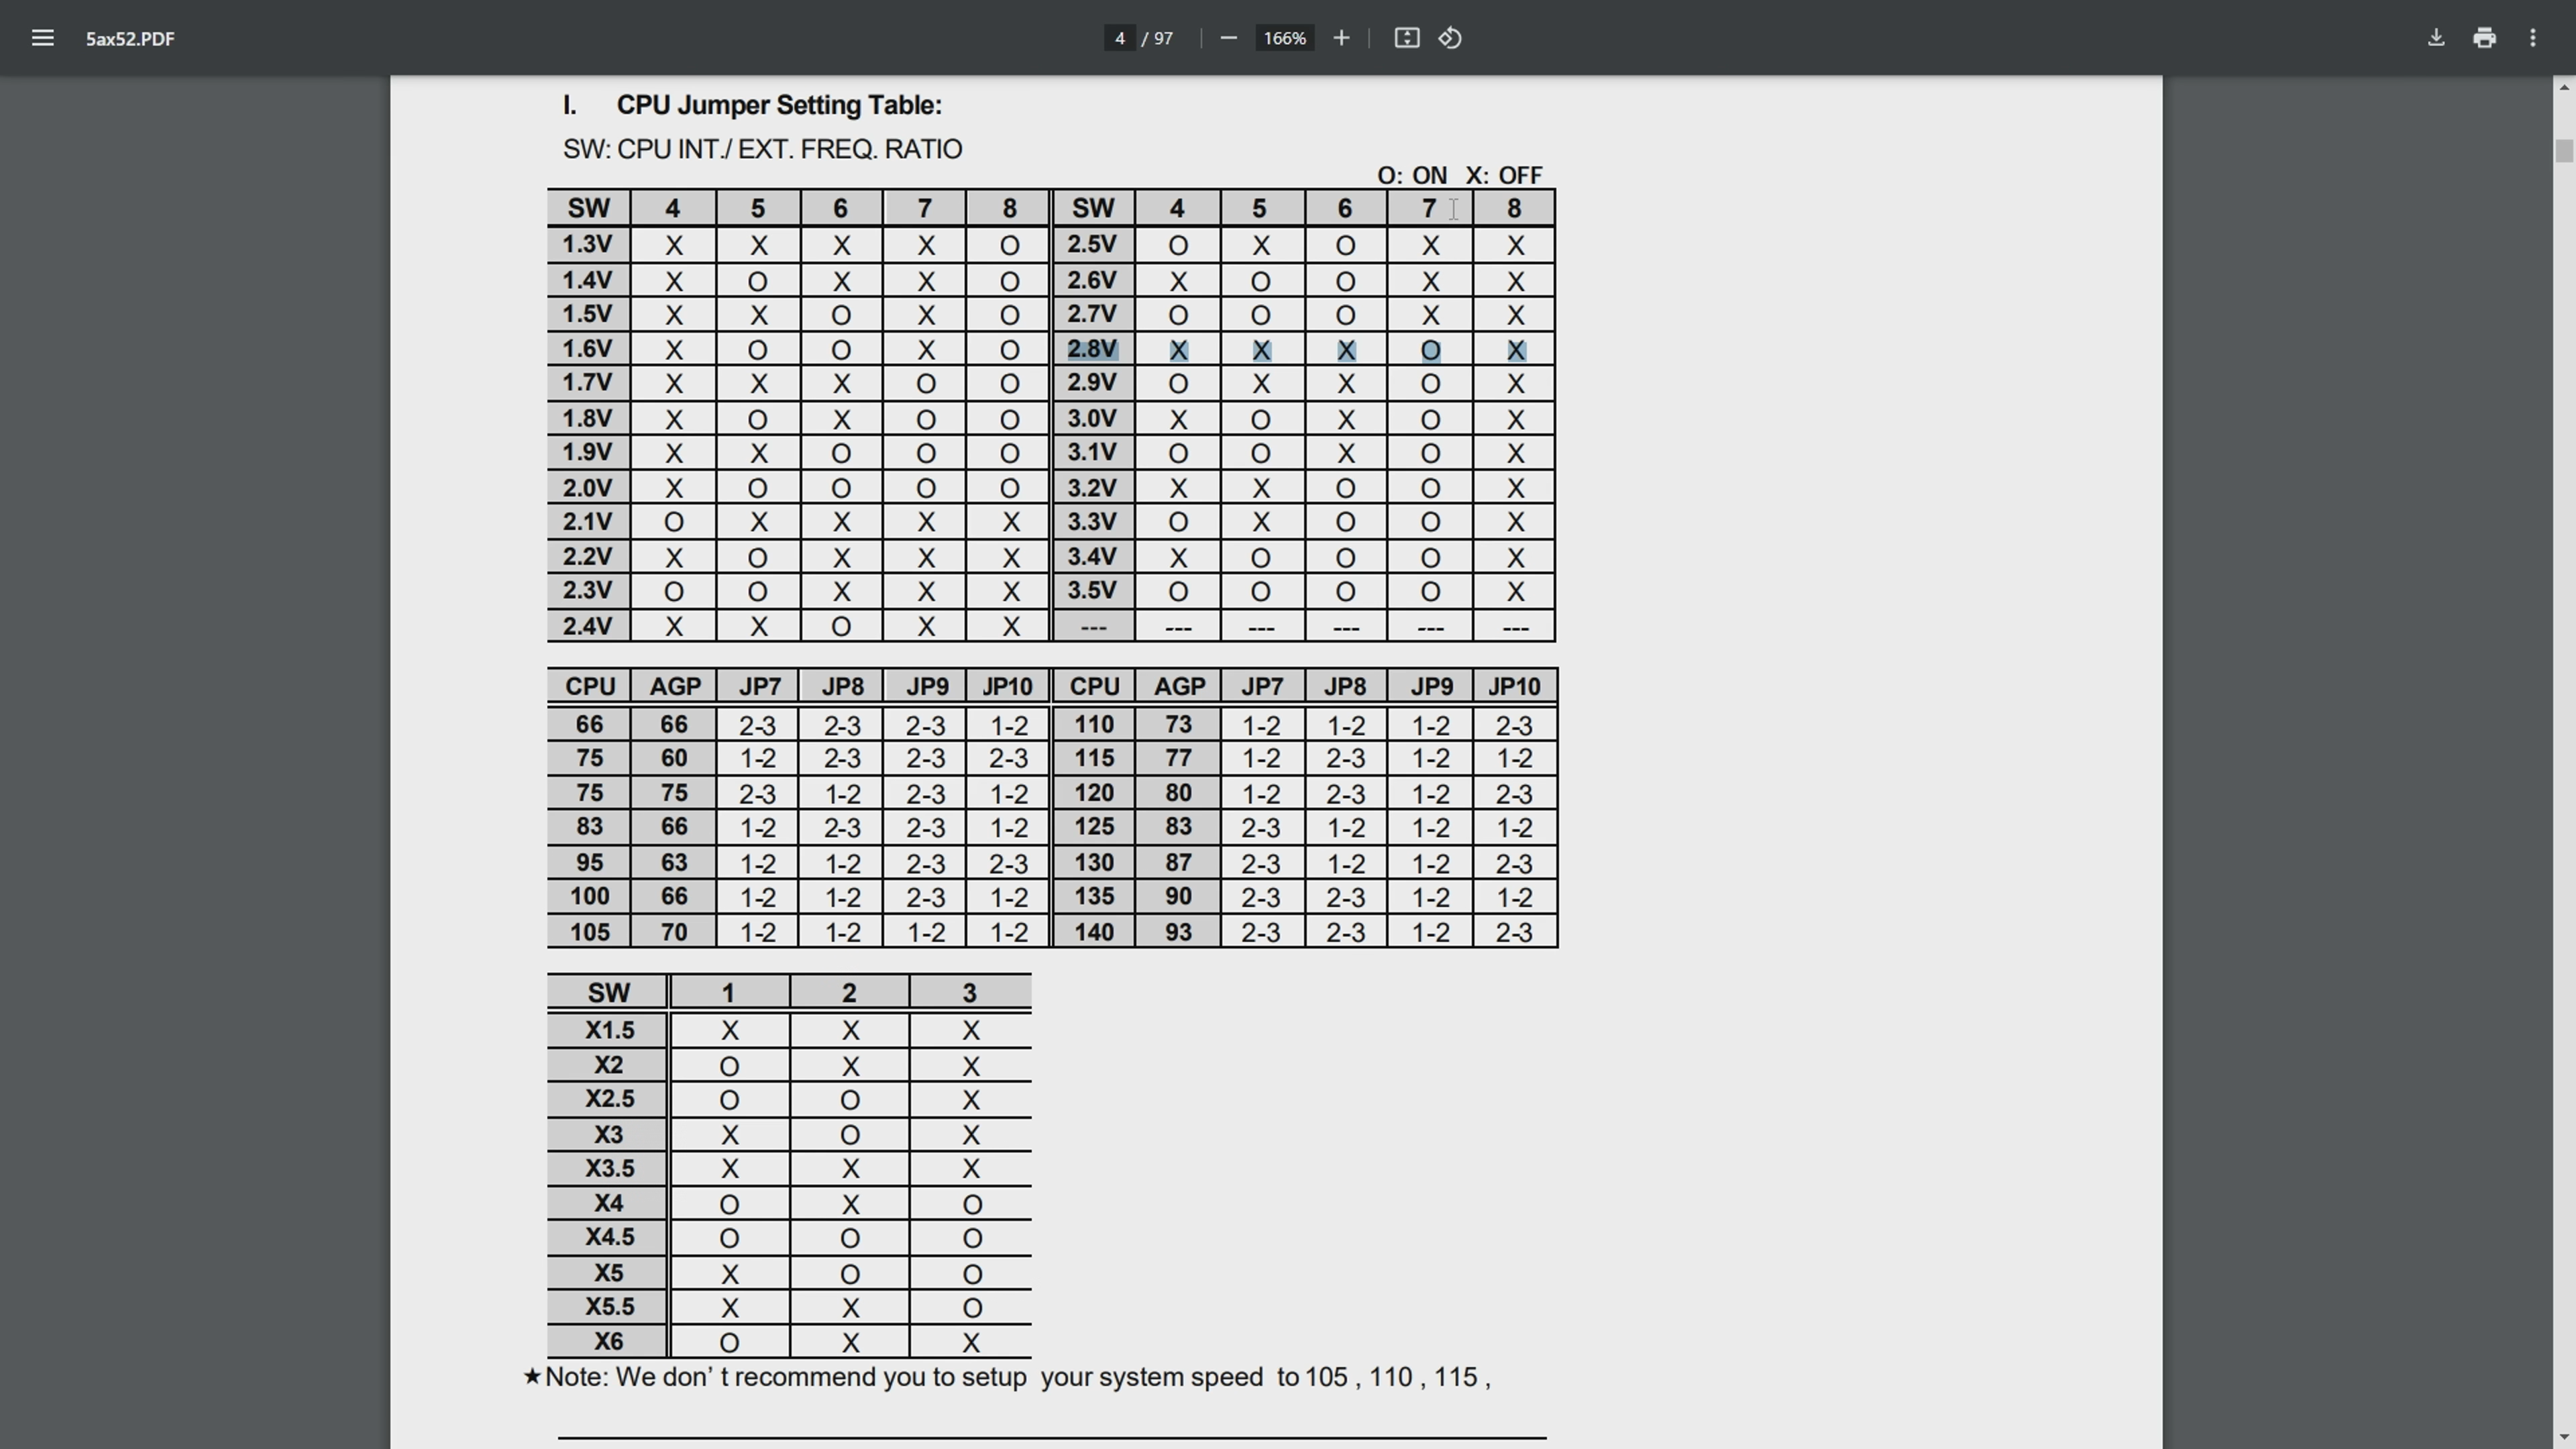 5ax52.PDF
4 / 97
166%
I. CPU Jumper Setting Table:
SW: CPU INT./ EXT. FREQ. RATIO
O: ON X: OFF
SW 4 5 6 7 8 SW 4 5 6 7 8
1.3V X X X X O 2.5V O X O X X
1.4V X O X X O 2.6V X O O X X
1.5V X X O X O 2.7V O O O X X
1.6V X O O X O 2.8V X X X O X
1.7V X X X O O 2.9V O X X O X
1.8V X O X O O 3.0V X O X O X
1.9V X X O O O 3.1V O O X O X
2.0V X O O O O 3.2V X X O O X
2.1V O X X X X 3.3V O X O O X
2.2V X O X X X 3.4V X O O O X
2.3V O O X X X 3.5V O O O O X
2.4V X X O X X --- --- --- --- --- ---
CPU AGP JP7 JP8 JP9 JP10 CPU AGP JP7 JP8 JP9 JP10
66 66 2-3 2-3 2-3 1-2 110 73 1-2 1-2 1-2 2-3
75 60 1-2 2-3 2-3 2-3 115 77 1-2 2-3 1-2 1-2
75 75 2-3 1-2 2-3 1-2 120 80 1-2 2-3 1-2 2-3
83 66 1-2 2-3 2-3 1-2 125 83 2-3 1-2 1-2 1-2
95 63 1-2 1-2 2-3 2-3 130 87 2-3 1-2 1-2 2-3
100 66 1-2 1-2 2-3 1-2 135 90 2-3 2-3 1-2 1-2
105 70 1-2 1-2 1-2 1-2 140 93 2-3 2-3 1-2 2-3
SW 1 2 3
X1.5 X X X
X2 O X X
X2.5 O O X
X3 X O X
X3.5 X X X
X4 O X O
X4.5 O O O
X5 X O O
X5.5 X X O
X6 O X X
★Note: We don' t recommend you to setup your system speed to 105 , 110 , 115 ,